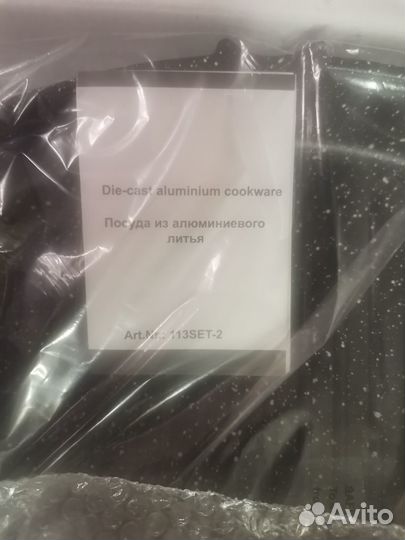 Die-cast aluminium cookware
Посуда из алюминиевого
литья
Art.Nr.: 113SET-2
Avito